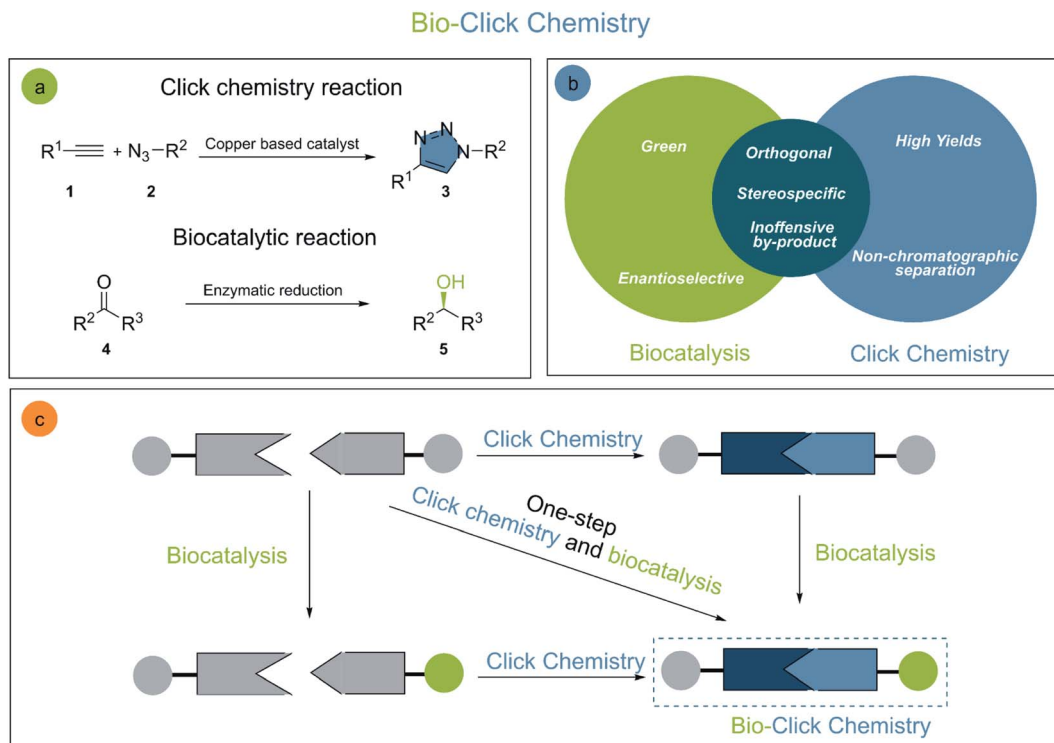 Bio-Click Chemistry
a
Click chemistry reaction
R¹ + N₃ R² Copper based catalyst N N N R² R¹
1 2 3
Biocatalytic reaction
O Enzymatic reduction OH
R² R³ R² R³
4 5
b
Green Orthogonal High Yields
Stereospecific
Inoffensive
by-product
Enantioselective Non-chromatographic
separation
Biocatalysis Click Chemistry
c
Click Chemistry
One-step
Click chemistry and biocatalysis
Biocatalysis Biocatalysis
Click Chemistry
Bio-Click Chemistry